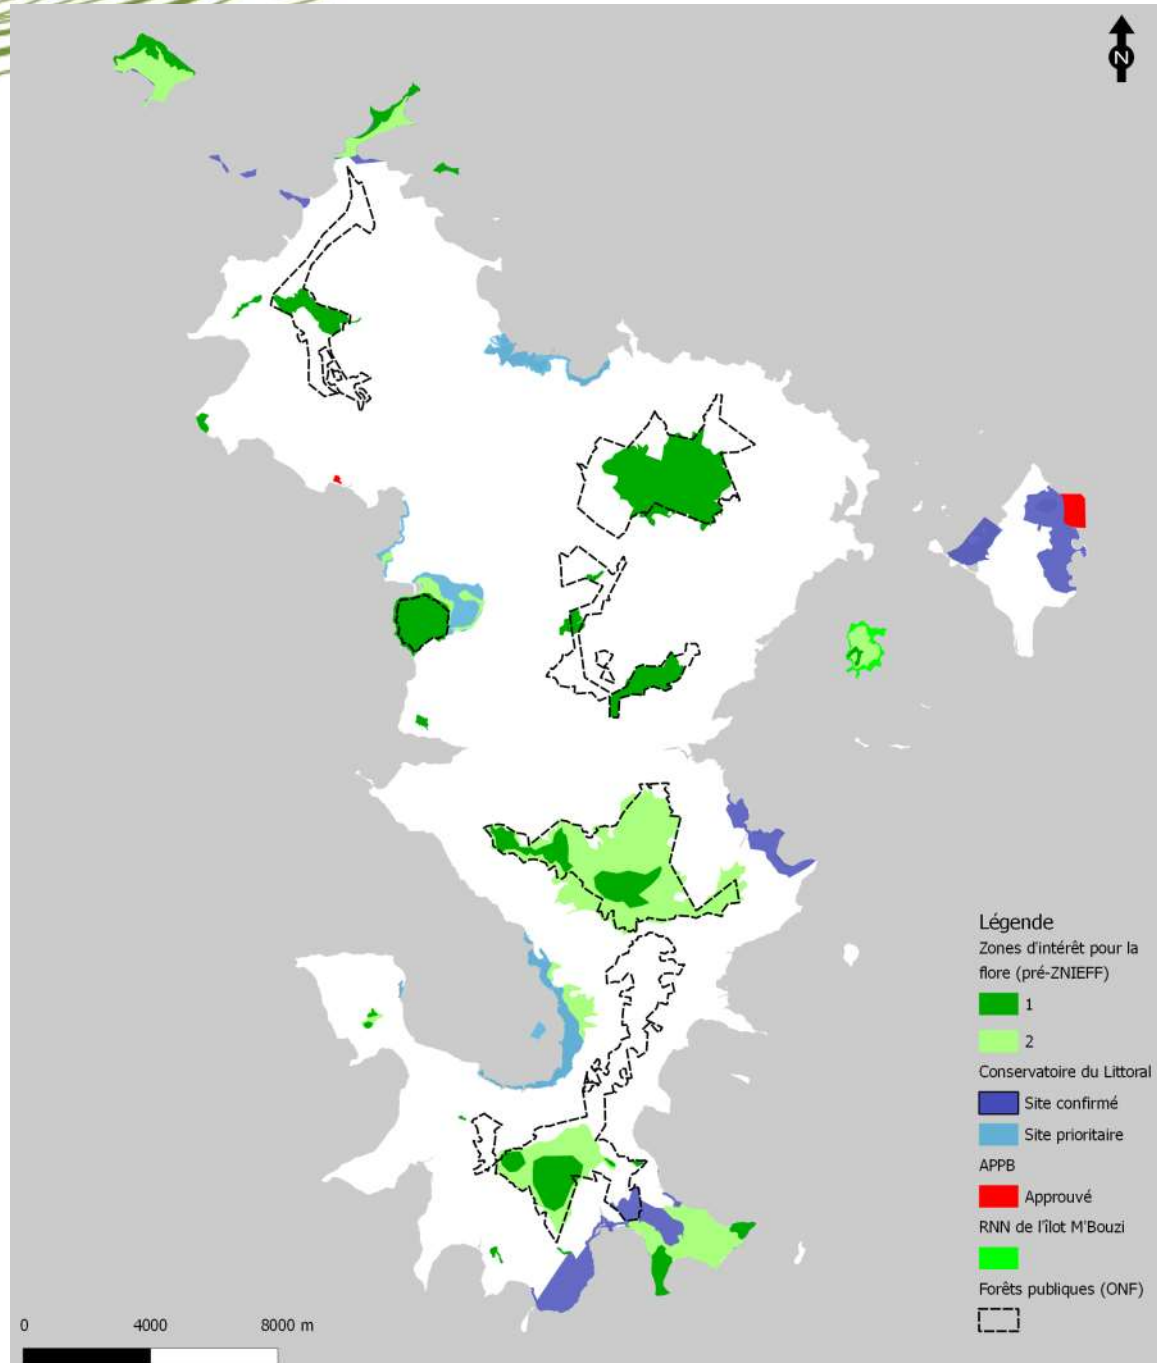 N
Légende
Zones d'intérêt pour la
flore (pré-ZNIEFF)
1
2
Conservatoire du Littoral
Site confirmé
Site prioritaire
APPB
Approuvé
RNN de l'îlot M'Bouzi
Forêts publiques (ONF)
0 4000 8000 m